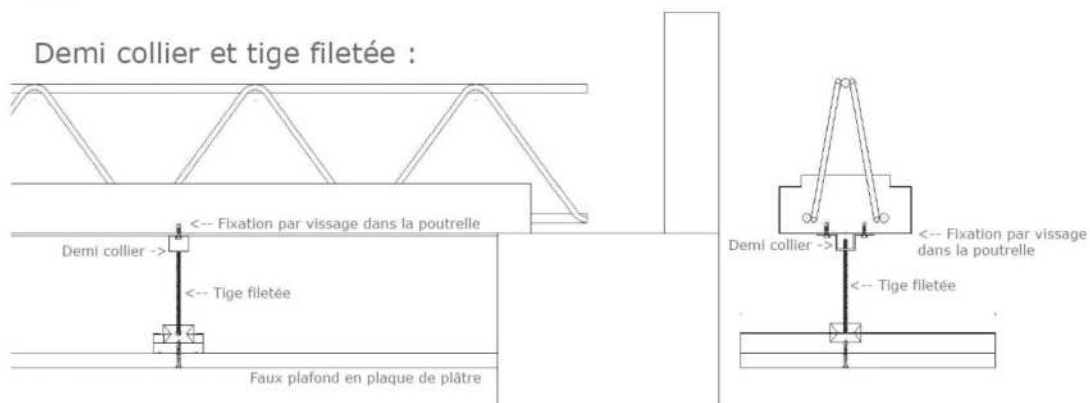 Demi collier et tige filetée :
<-- Fixation par vissage dans la poutrelle
Demi collier ->
<-- Tige filetée
Faux plafond en plaque de plâtre
<-- Fixation par vissage
dans la poutrelle
Demi collier ->
<-- Tige filetée